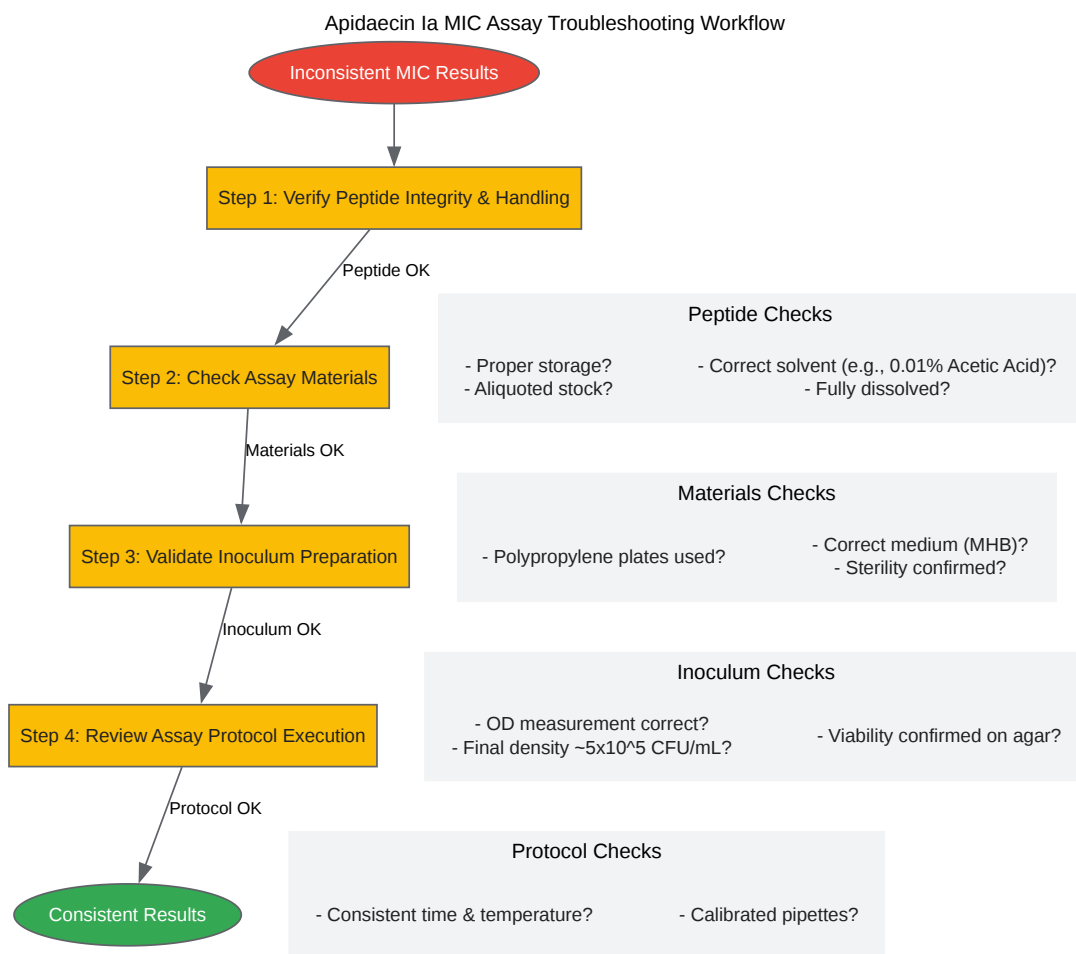 Apidaecin Ia MIC Assay Troubleshooting Workflow
Inconsistent MIC Results
Step 1: Verify Peptide Integrity & Handling
Peptide OK
Peptide Checks
- Proper storage?
- Aliquoted stock?
- Correct solvent (e.g., 0.01% Acetic Acid)?
- Fully dissolved?
Step 2: Check Assay Materials
Materials OK
Materials Checks
- Polypropylene plates used?
- Correct medium (MHB)?
- Sterility confirmed?
Step 3: Validate Inoculum Preparation
Inoculum OK
Inoculum Checks
- OD measurement correct?
- Final density ~5x10^5 CFU/mL?
- Viability confirmed on agar?
Step 4: Review Assay Protocol Execution
Protocol OK
Protocol Checks
- Consistent time & temperature?
- Calibrated pipettes?
Consistent Results